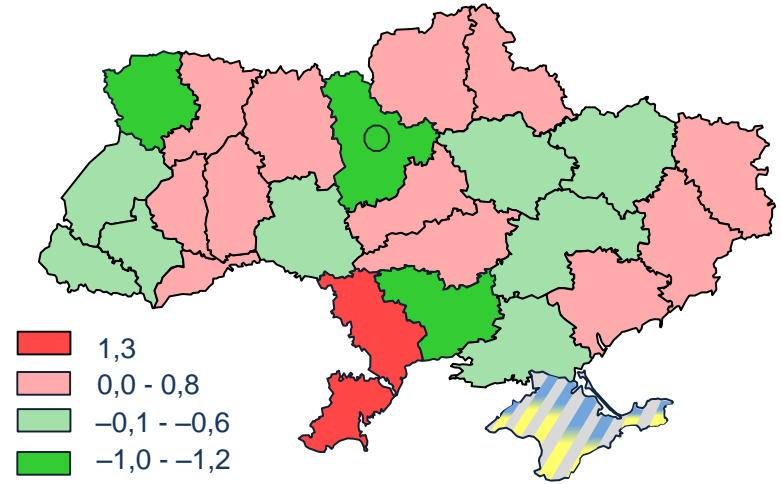 1,3
0,0 - 0,8
–0,1 - –0,6
–1,0 - –1,2